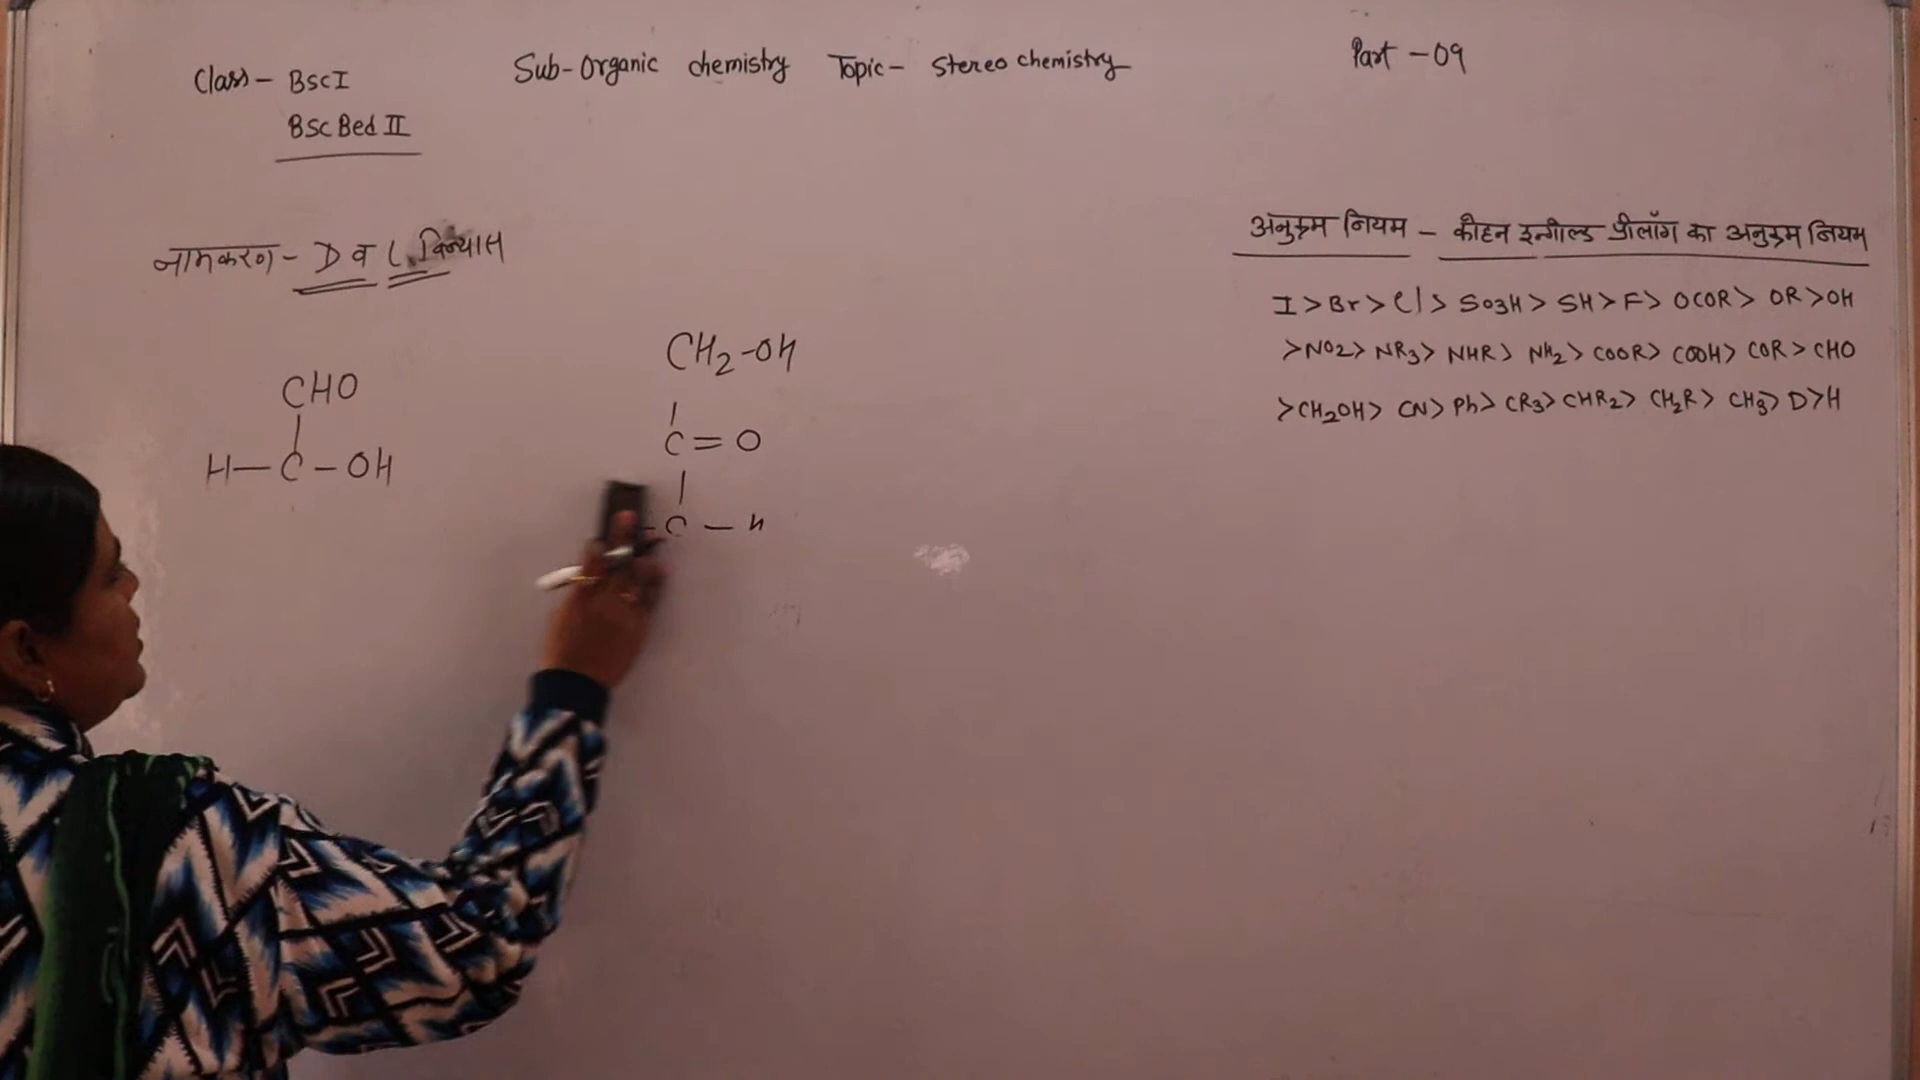 Class - BSc I
BSc Bed II
Sub-Organic chemistry Topic - Stereo chemistry
Part - 09
नामकरण - D व L विन्यास
CHO
H-C-OH
CH2-OH
C=O
-C-H
अनुक्रम नियम - कॉहन इन्गोल्ड प्रीलॉग का अनुक्रम नियम
I>Br>Cl>SO3H>SH>F>OCOR>OR>OH
>NO2>NR3>NHR>NH2>COOR>COOH>COR>CHO
>CH2OH>CN>Ph>CR3>CHR2>CH2R>CH3>D>H